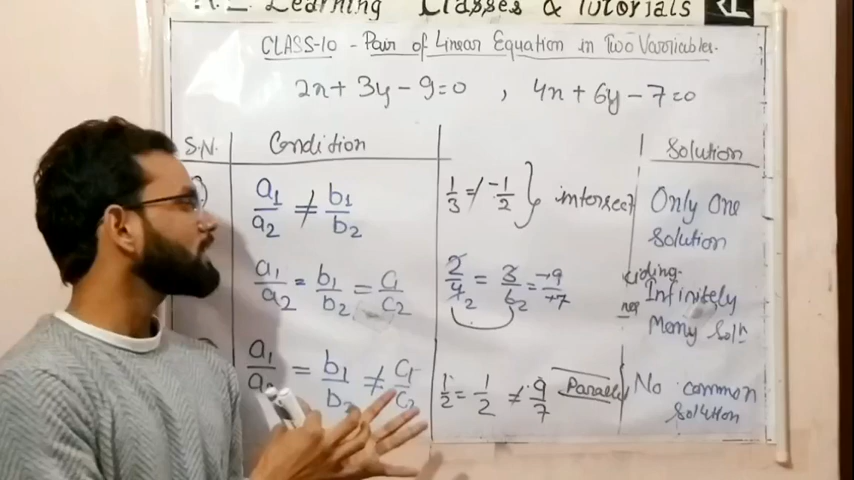 Learning Classes & Tutorials RL
CLASS-10 - Pair of Linear Equation in Two Variables.
2x + 3y - 9 = 0 , 4x + 6y - 7 = 0
S.N. Condition Solution
a1/a2 ≠ b1/b2 1/3 ≠ -1/2 } intersect Only One solution
a1/a2 = b1/b2 = c1/c2 2/4 2 = 3/6 2 = -9/-7 Infinitely Many Solⁿ
a1/a2 = b1/b2 ≠ c1/c2 1/2 = 1/2 ≠ 9/7 Parallel No common solution